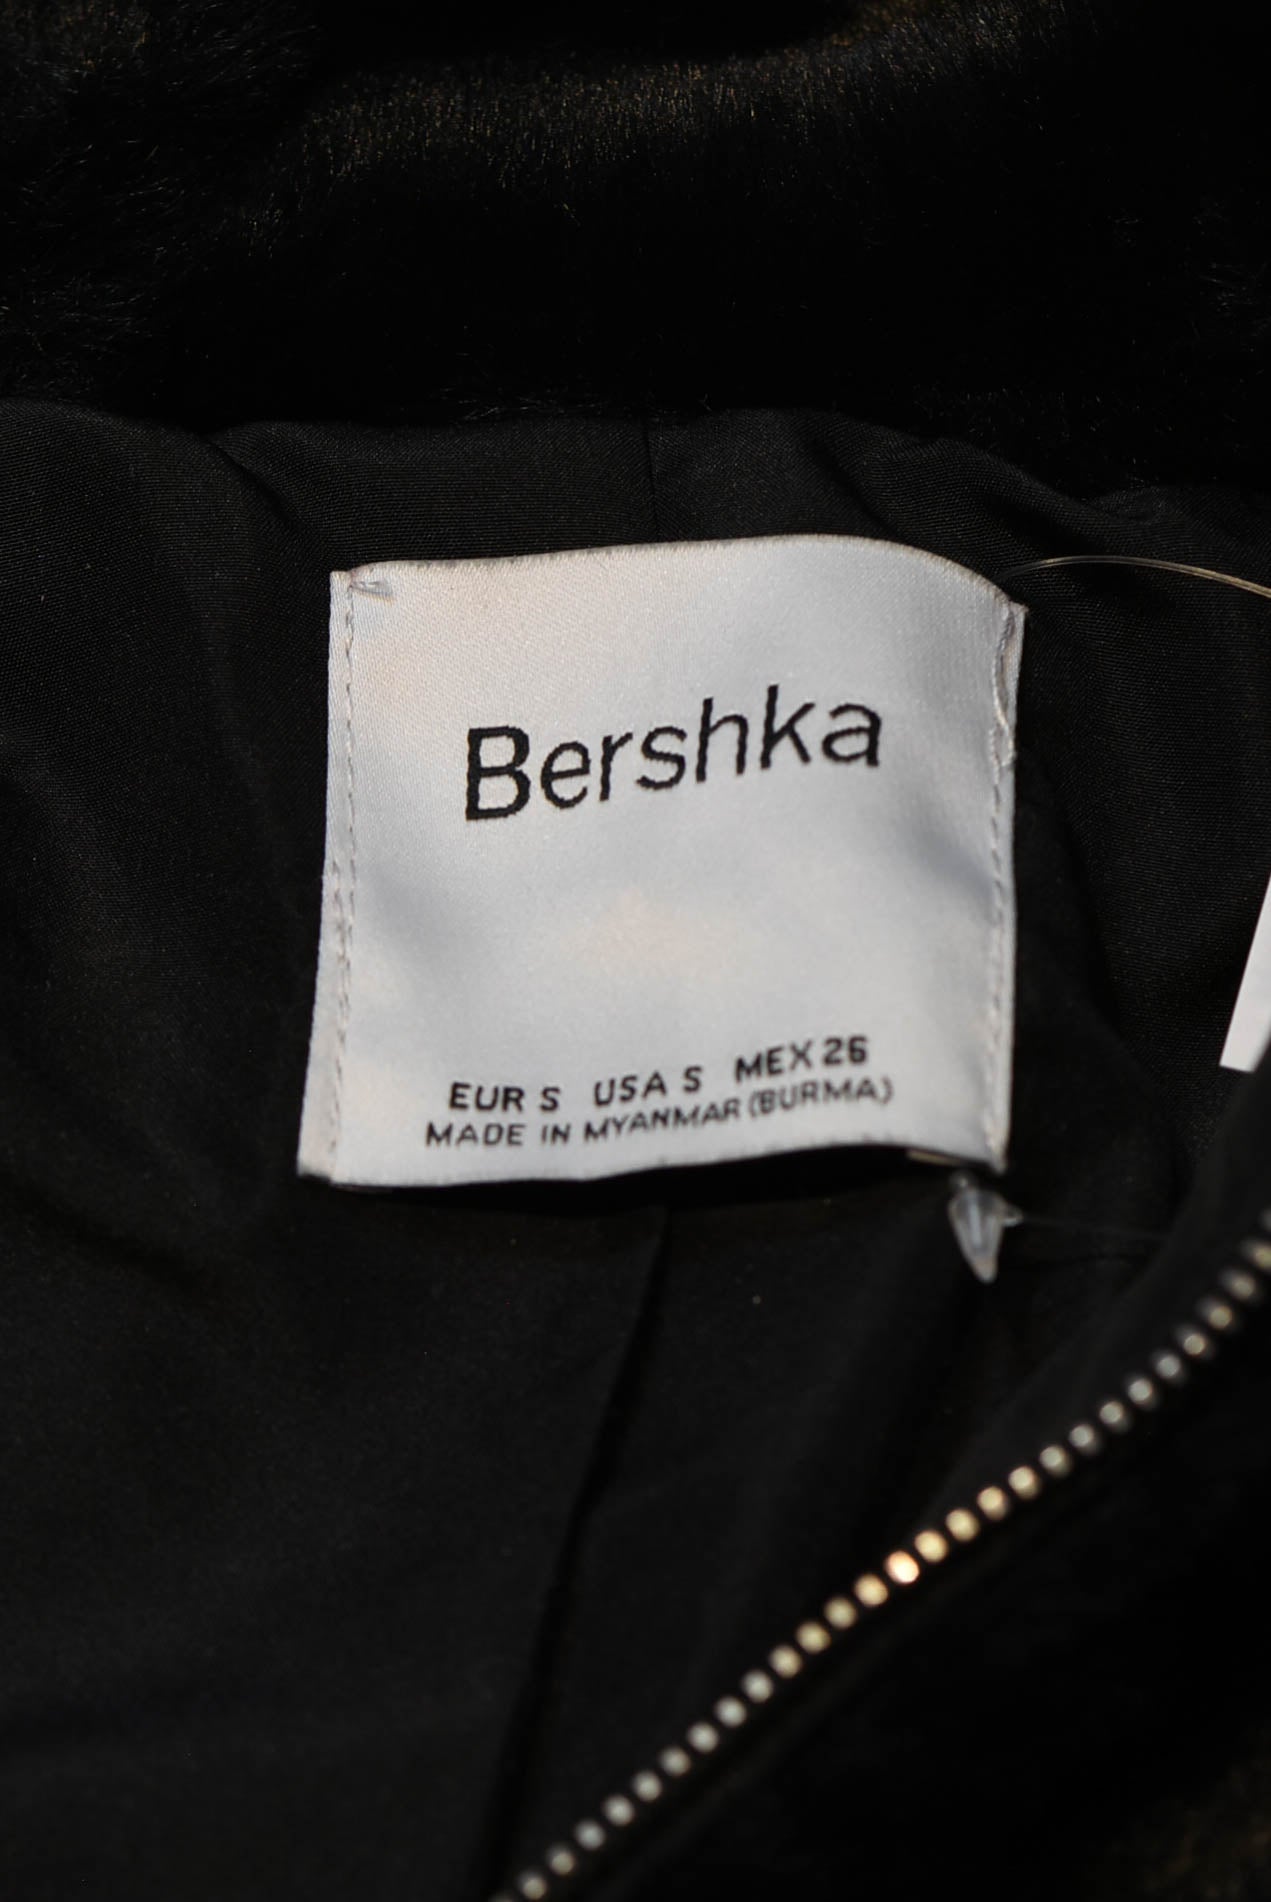 Bershka
EUR S USA S MEX 26
MADE IN MYANMAR (BURMA)